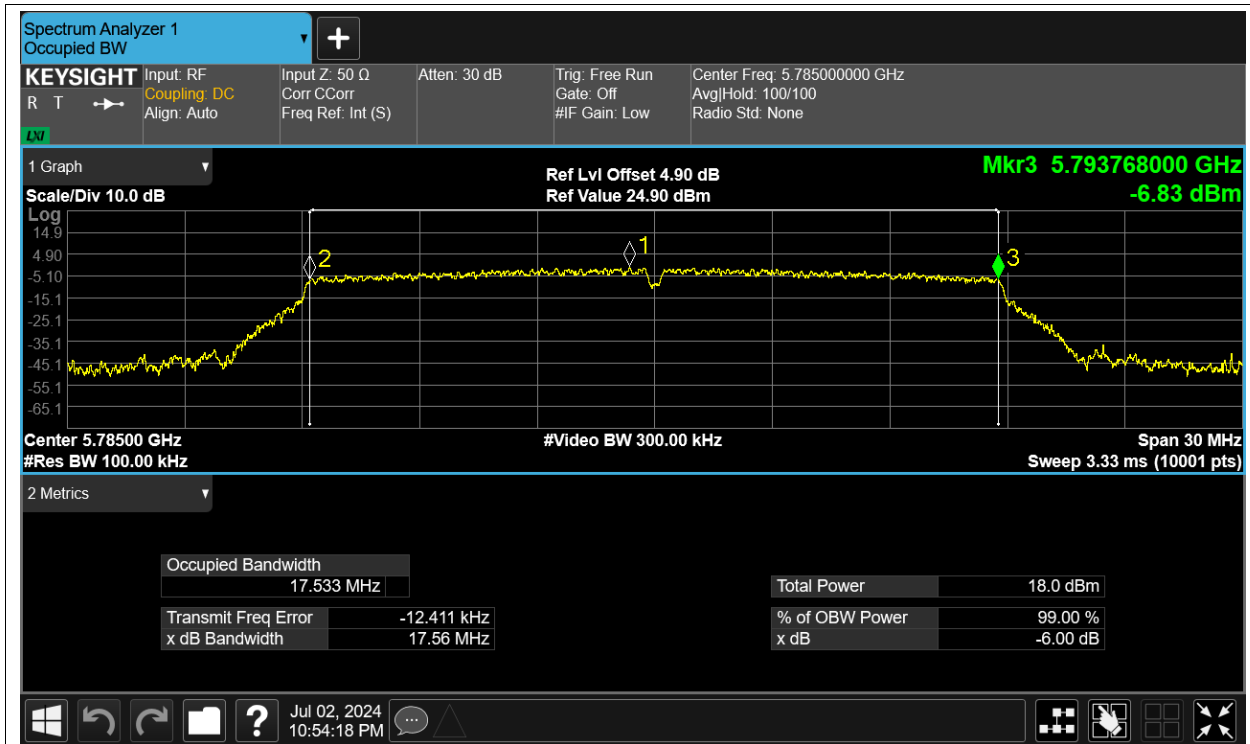 Spectrum Analyzer 1
Occupied BW
+
KEYSIGHT Input: RF Input Z: 50 Ω Atten: 30 dB Trig: Free Run Center Freq: 5.785000000 GHz
R T Coupling: DC Corr CCorr Gate: Off Avg|Hold: 100/100
Align: Auto Freq Ref: Int (S) #IF Gain: Low Radio Std: None
LXI
1 Graph Ref Lvl Offset 4.90 dB Mkr3 5.793768000 GHz
Scale/Div 10.0 dB Ref Value 24.90 dBm -6.83 dBm
Log
14.9
4.90
-5.10
-15.1
-25.1
-35.1
-45.1
-55.1
-65.1
2 1 3
Center 5.78500 GHz #Video BW 300.00 kHz Span 30 MHz
#Res BW 100.00 kHz Sweep 3.33 ms (10001 pts)
2 Metrics
Occupied Bandwidth
17.533 MHz Total Power 18.0 dBm
Transmit Freq Error -12.411 kHz % of OBW Power 99.00 %
x dB Bandwidth 17.56 MHz x dB -6.00 dB
? Jul 02, 2024
10:54:18 PM